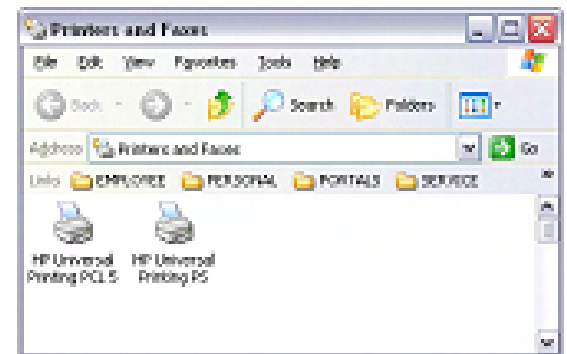 Printers and Faxes
File Edit View Favorites Tools Help
Back Search Folders
Address Printers and Faxes Go
Links EMPLOYEE PERSONAL PORTALS SERVICE
HP Universal Printing PCL 5
HP Universal Printing PS